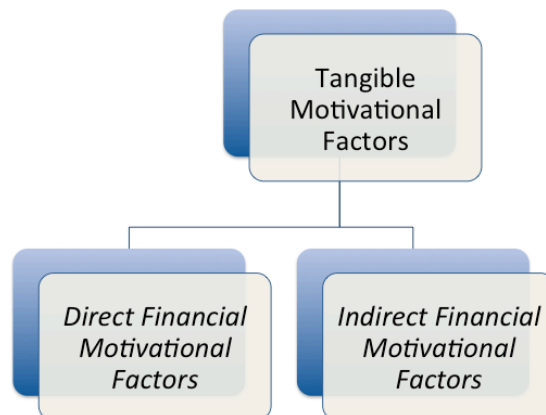 Tangible
Motivational
Factors
Direct Financial
Motivational
Factors
Indirect Financial
Motivational
Factors